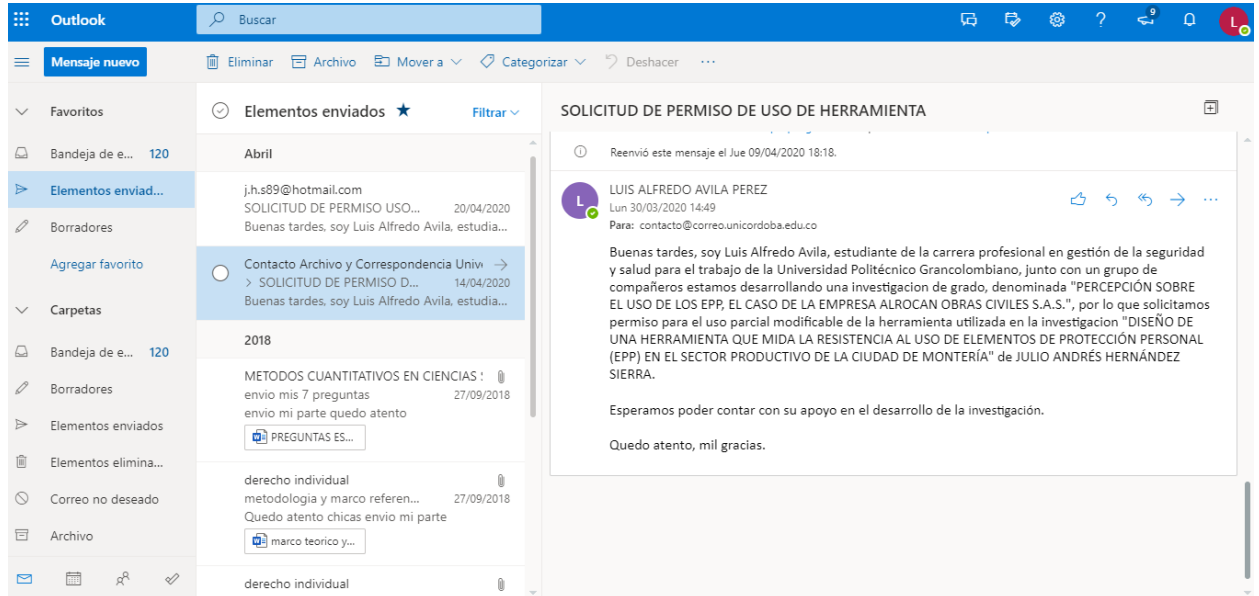 Outlook
Buscar
9
L
Mensaje nuevo
Eliminar
Archivo
Mover a
Categorizar
Deshacer
Favoritos
Bandeja de e... 120
Elementos enviad...
Borradores
Agregar favorito
Carpetas
Bandeja de e... 120
Borradores
Elementos enviados
Elementos elimina...
Correo no deseado
Archivo
Elementos enviados
Filtrar
Abril
j.h.s89@hotmail.com
SOLICITUD DE PERMISO USO... 20/04/2020
Buenas tardes, soy Luis Alfredo Avila, estudia...
Contacto Archivo y Correspondencia Unive
> SOLICITUD DE PERMISO D... 14/04/2020
Buenas tardes, soy Luis Alfredo Avila, estudia...
2018
METODOS CUANTITATIVOS EN CIENCIAS
envio mis 7 preguntas 27/09/2018
envio mi parte quedo atento
PREGUNTAS ES...
derecho individual
metodologia y marco referen... 27/09/2018
Quedo atento chicas envio mi parte
marco teorico y...
derecho individual
SOLICITUD DE PERMISO DE USO DE HERRAMIENTA
Reenvió este mensaje el Jue 09/04/2020 18:18.
L
LUIS ALFREDO AVILA PEREZ
Lun 30/03/2020 14:49
Para: contacto@correo.unicordoba.edu.co
Buenas tardes, soy Luis Alfredo Avila, estudiante de la carrera profesional en gestión de la seguridad
y salud para el trabajo de la Universidad Politécnico Grancolombiano, junto con un grupo de
compañeros estamos desarrollando una investigacion de grado, denominada "PERCEPCIÓN SOBRE
EL USO DE LOS EPP, EL CASO DE LA EMPRESA ALROCAN OBRAS CIVILES S.A.S.", por lo que solicitamos
permiso para el uso parcial modificable de la herramienta utilizada en la investigacion "DISEÑO DE
UNA HERRAMIENTA QUE MIDA LA RESISTENCIA AL USO DE ELEMENTOS DE PROTECCIÓN PERSONAL
(EPP) EN EL SECTOR PRODUCTIVO DE LA CIUDAD DE MONTERÍA" de JULIO ANDRÉS HERNÁNDEZ
SIERRA.
Esperamos poder contar con su apoyo en el desarrollo de la investigación.
Quedo atento, mil gracias.